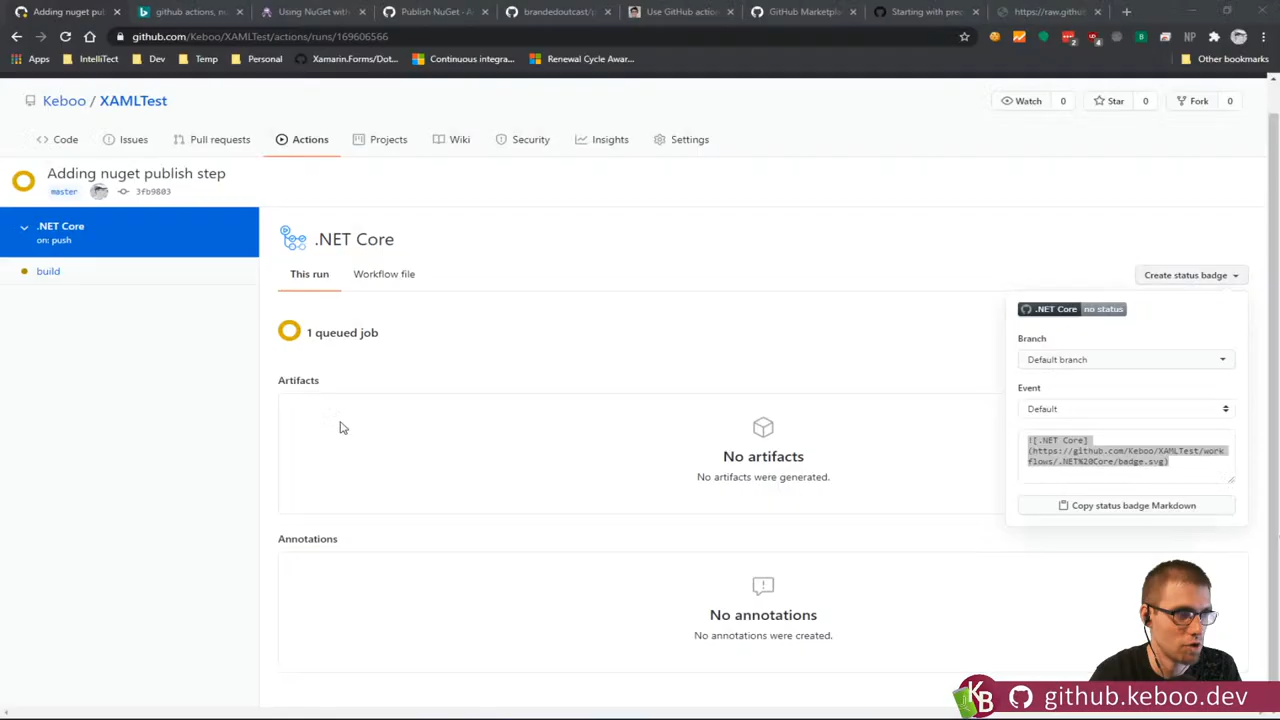 Adding nuget pu
github actions, nu
Using NuGet with
Publish NuGet - A
brandedoutcast/p
Use GitHub action
GitHub Marketpl
Starting with prec
https://raw.githu
github.com/Keboo/XAMLTest/actions/runs/169606566
Apps
IntelliTect
Dev
Temp
Personal
Xamarin.Forms/Dot...
Continuous integra...
Renewal Cycle Awa...
Other bookmarks
Keboo / XAMLTest
Watch 0
Star 0
Fork 0
Code
Issues
Pull requests
Actions
Projects
Wiki
Security
Insights
Settings
Adding nuget publish step
master 3fb9803
.NET Core
on: push
build
.NET Core
This run
Workflow file
Create status badge
1 queued job
.NET Core no status
Branch
Default branch
Event
Default
![.NET Core]
(https://github.com/Keboo/XAMLTest/work
flows/.NET%20Core/badge.svg)
Copy status badge Markdown
Artifacts
No artifacts
No artifacts were generated.
Annotations
No annotations
No annotations were created.
KB
github.keboo.dev